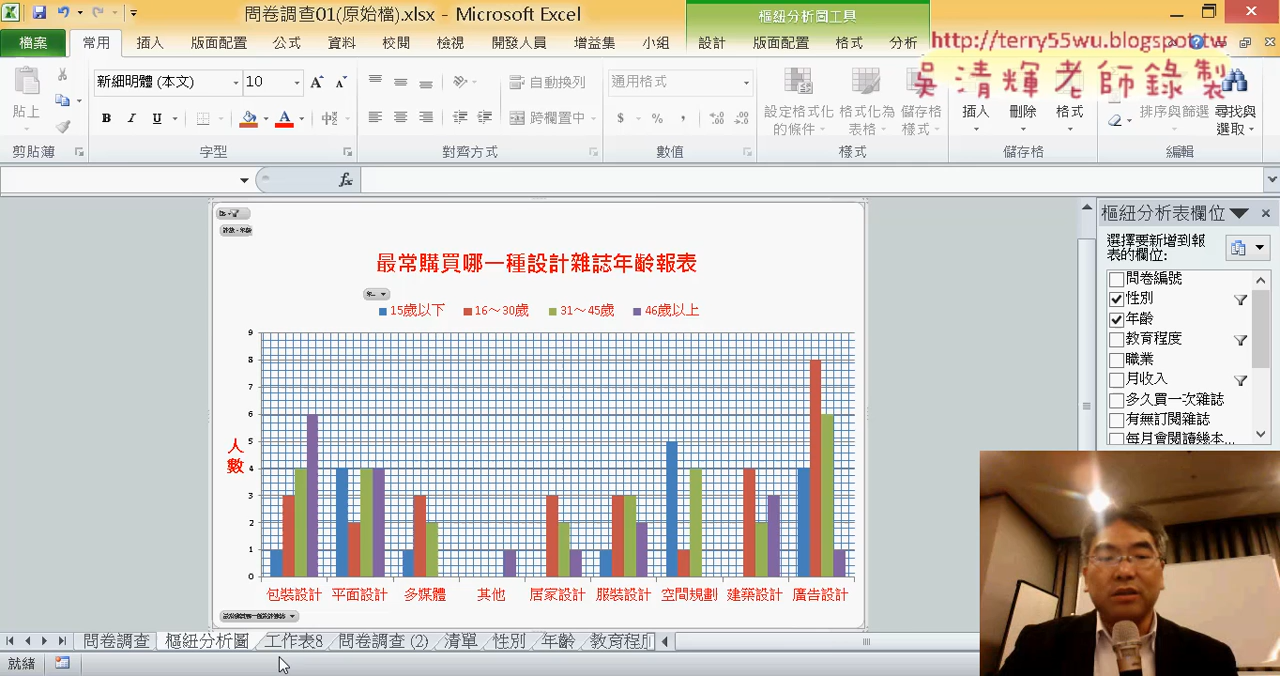 問卷調查01(原始檔).xlsx - Microsoft Excel
樞紐分析圖工具
檔案 常用 插入 版面配置 公式 資料 校閱 檢視 開發人員 增益集 小組 設計 版面配置 格式 分析
http://terry55wu.blogspot.tw
吳清輝老師錄製
新細明體 (本文) 10
自動換列
通用格式
貼上
B I U
跨欄置中
$ % ,
設定格式化的條件
格式化為表格
儲存格樣式
插入 刪除 格式
排序與篩選
尋找與選取
剪貼簿 字型 對齊方式 數值 樣式 儲存格 編輯
fx
最常購買哪一種設計雜誌年齡報表
15歲以下 16～30歲 31～45歲 46歲以上
人數
9
8
7
6
5
4
3
2
1
0
包裝設計 平面設計 多媒體 其他 居家設計 服裝設計 空間規劃 建築設計 廣告設計
樞紐分析表欄位
選擇要新增到報
表的欄位:
問卷編號
性別
年齡
教育程度
職業
月收入
多久買一次雜誌
有無訂閱雜誌
每月會閱讀幾本...
問卷調查 樞紐分析圖 工作表8 問卷調查 (2) 清單 性別 年齡 教育程
就緒